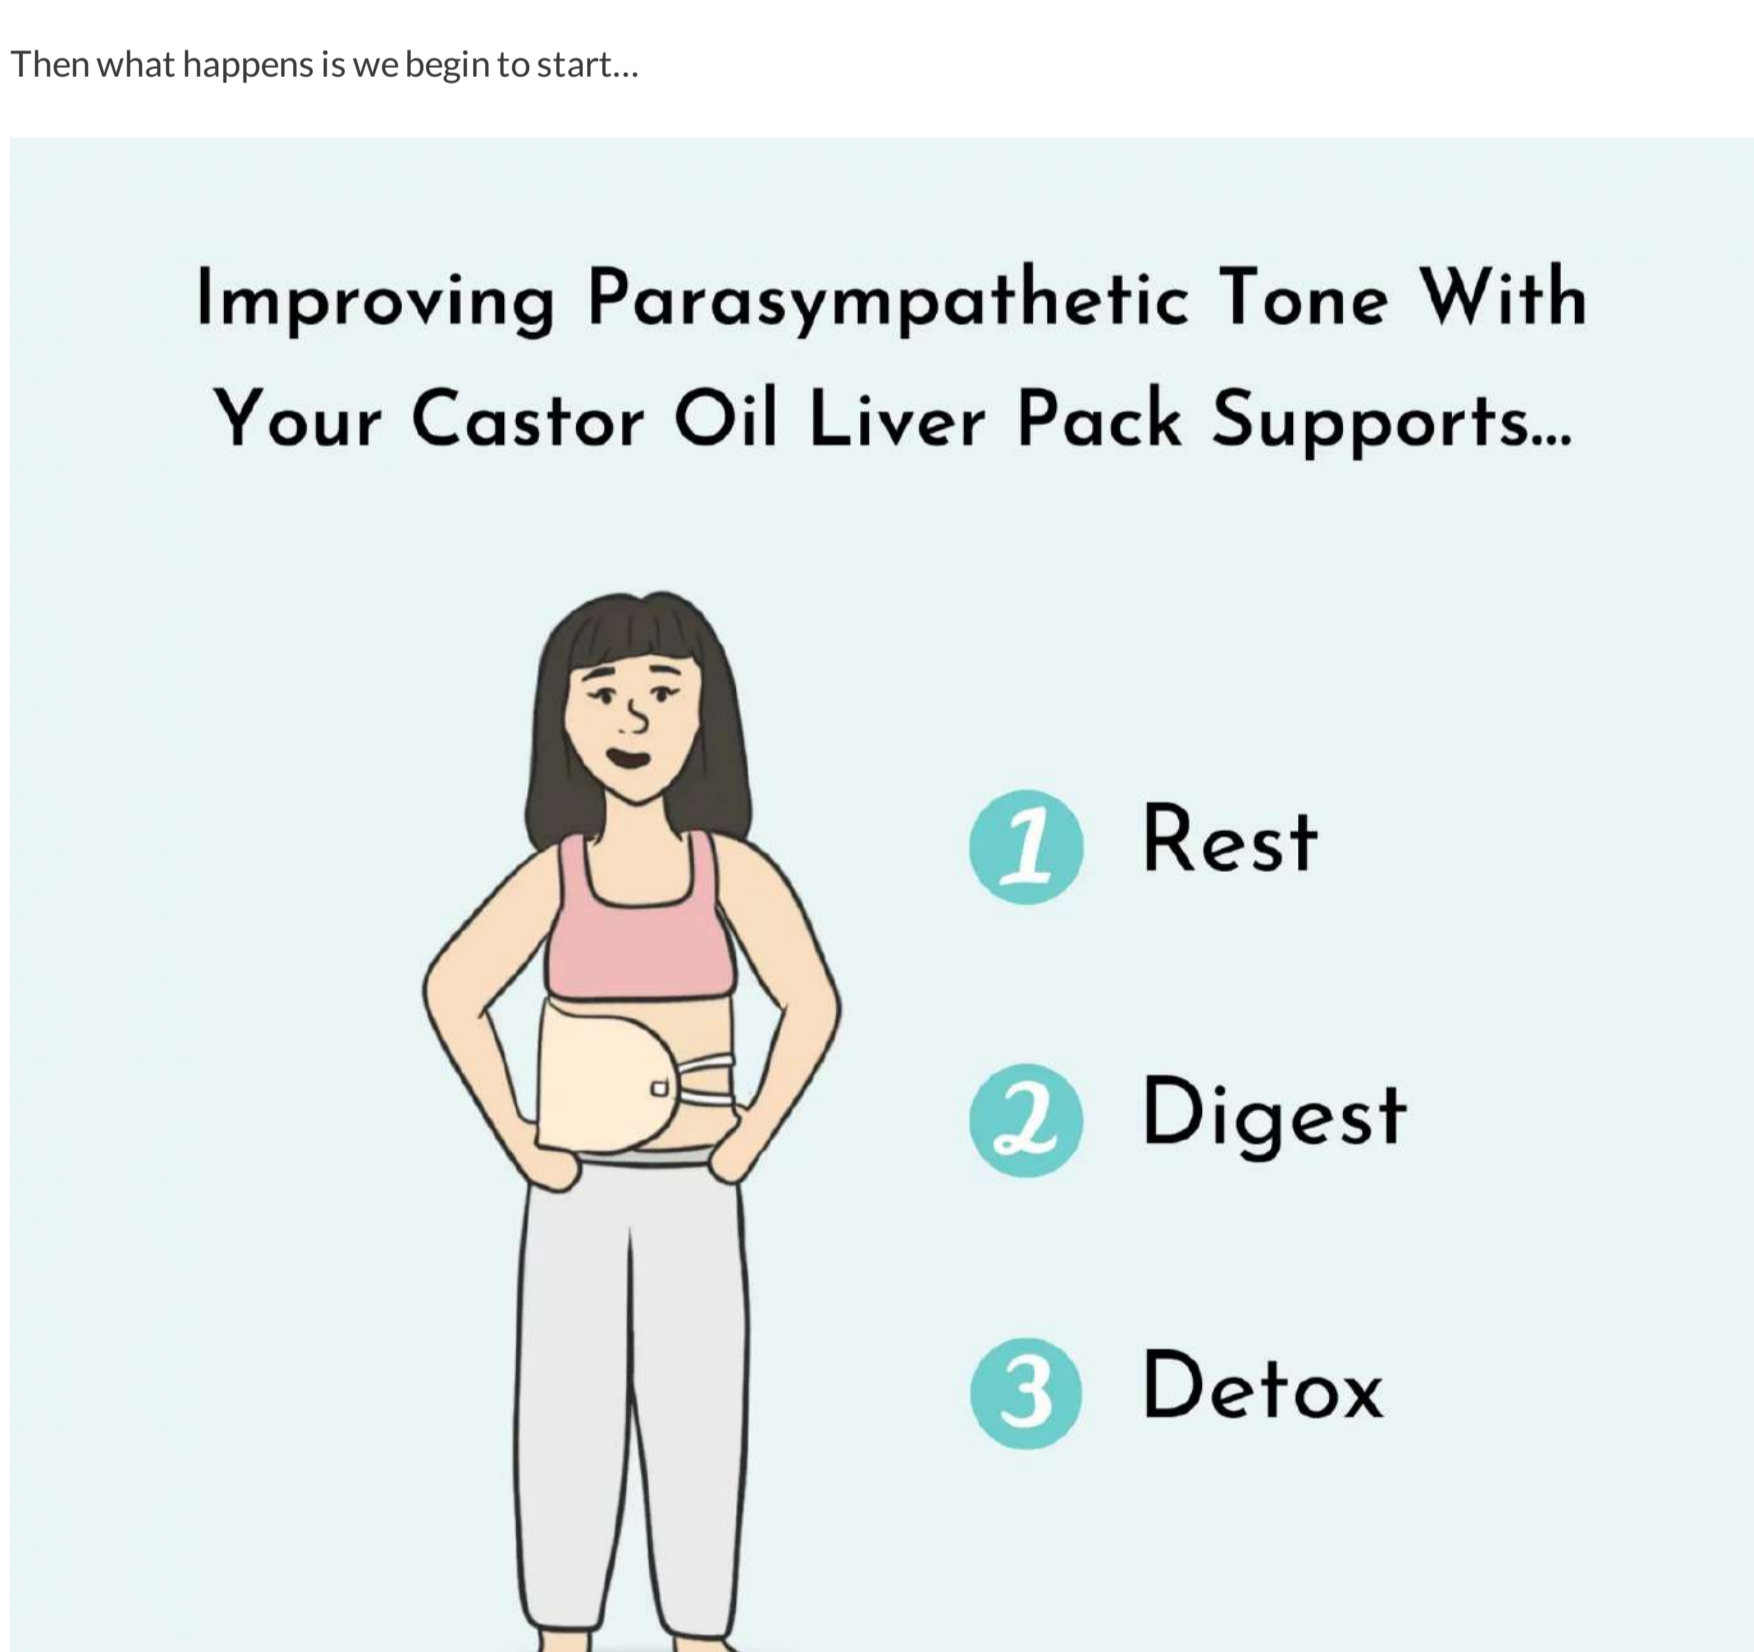 Then what happens is we begin to start...
Improving Parasympathetic Tone With
Your Castor Oil Liver Pack Supports...
1 Rest
2 Digest
3 Detox